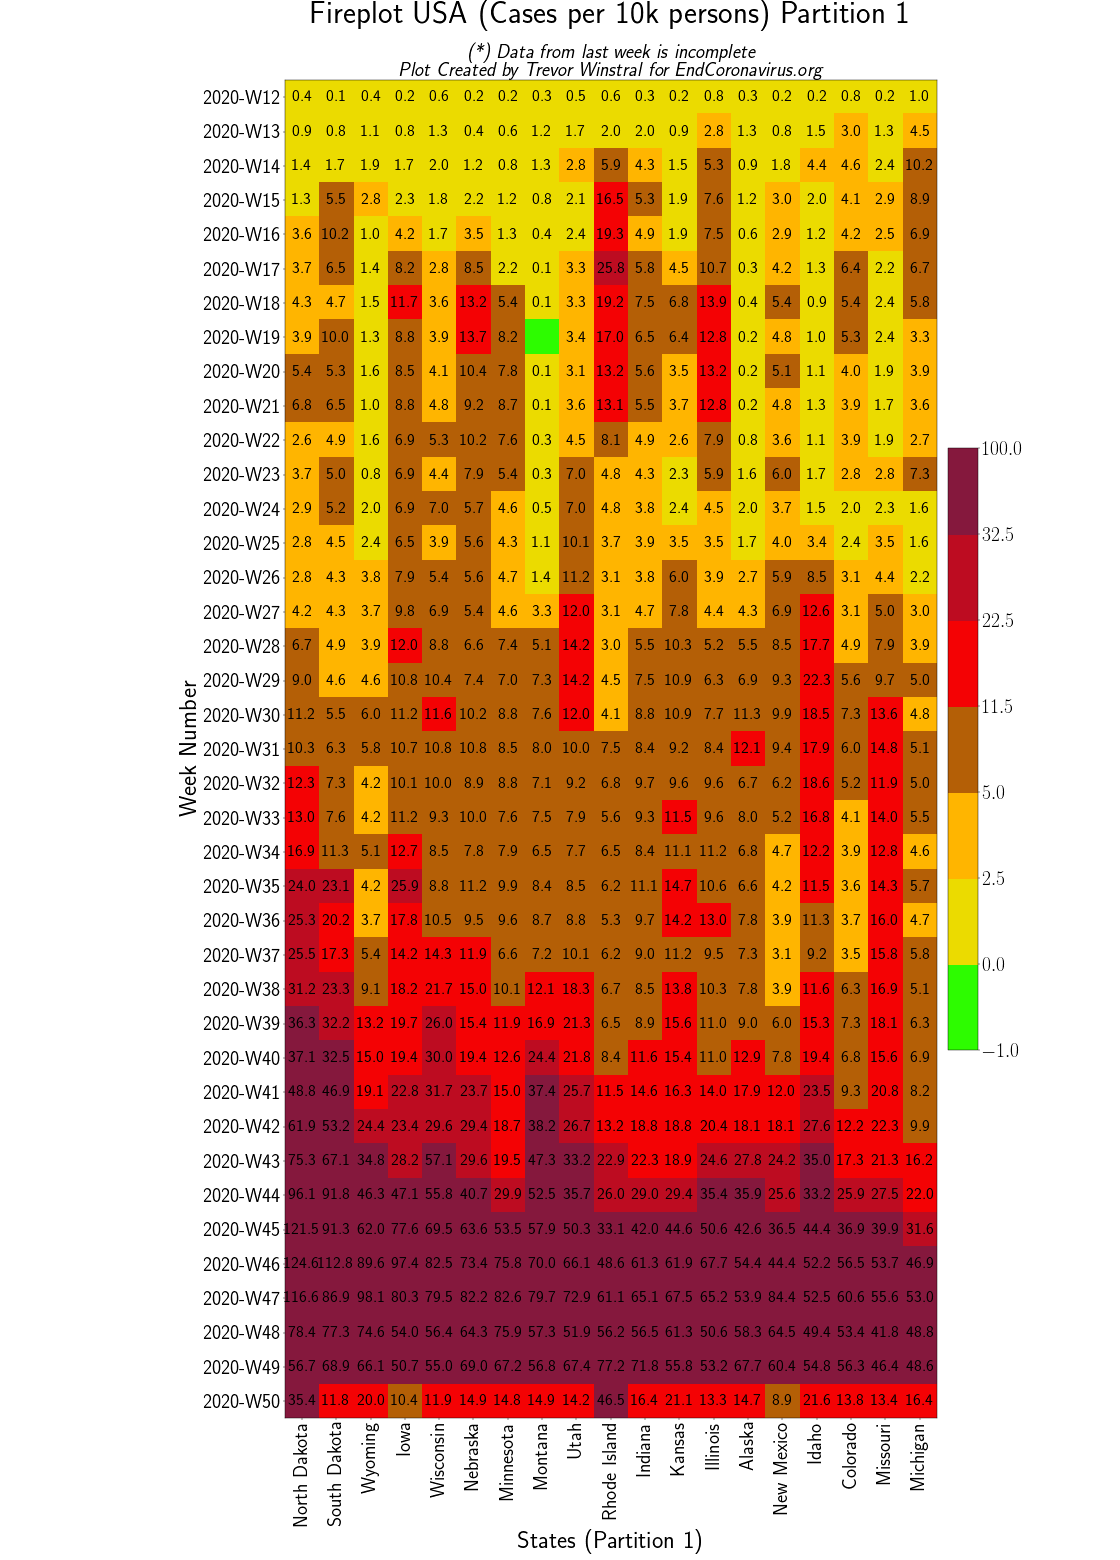 Fireplot USA (Cases per 10k persons) Partition 1
(*) Data from last week is incomplete
Plot Created by Trevor Winstral for EndCoronavirus.org
2020-W12 0.4 0.1 0.4 0.2 0.6 0.2 0.2 0.3 0.5 0.6 0.3 0.2 0.8 0.3 0.2 0.2 0.8 0.2 1.0
2020-W13 0.9 0.8 1.1 0.8 1.3 0.4 0.6 1.2 1.7 2.0 2.0 0.9 2.8 1.3 0.8 1.5 3.0 1.3 4.5
2020-W14 1.4 1.7 1.9 1.7 2.0 1.2 0.8 1.3 2.8 5.9 4.3 1.5 5.3 0.9 1.8 4.4 4.6 2.4 10.2
2020-W15 1.3 5.5 2.8 2.3 1.8 2.2 1.2 0.8 2.1 16.5 5.3 1.9 7.6 1.2 3.0 2.0 4.1 2.9 8.9
2020-W16 3.6 10.2 1.0 4.2 1.7 3.5 1.3 0.4 2.4 19.3 4.9 1.9 7.5 0.6 2.9 1.2 4.2 2.5 6.9
2020-W17 3.7 6.5 1.4 8.2 2.8 8.5 2.2 0.1 3.3 25.8 5.8 4.5 10.7 0.3 4.2 1.3 6.4 2.2 6.7
2020-W18 4.3 4.7 1.5 11.7 3.6 13.2 5.4 0.1 3.3 19.2 7.5 6.8 13.9 0.4 5.4 0.9 5.4 2.4 5.8
2020-W19 3.9 10.0 1.3 8.8 3.9 13.7 8.2 3.4 17.0 6.5 6.4 12.8 0.2 4.8 1.0 5.3 2.4 3.3
2020-W20 5.4 5.3 1.6 8.5 4.1 10.4 7.8 0.1 3.1 13.2 5.6 3.5 13.2 0.2 5.1 1.1 4.0 1.9 3.9
2020-W21 6.8 6.5 1.0 8.8 4.8 9.2 8.7 0.1 3.6 13.1 5.5 3.7 12.8 0.2 4.8 1.3 3.9 1.7 3.6
2020-W22 2.6 4.9 1.6 6.9 5.3 10.2 7.6 0.3 4.5 8.1 4.9 2.6 7.9 0.8 3.6 1.1 3.9 1.9 2.7
2020-W23 3.7 5.0 0.8 6.9 4.4 7.9 5.4 0.3 7.0 4.8 4.3 2.3 5.9 1.6 6.0 1.7 2.8 2.8 7.3
2020-W24 2.9 5.2 2.0 6.9 7.0 5.7 4.6 0.5 7.0 4.8 3.8 2.4 4.5 2.0 3.7 1.5 2.0 2.3 1.6
2020-W25 2.8 4.5 2.4 6.5 3.9 5.6 4.3 1.1 10.1 3.7 3.9 3.5 3.5 1.7 4.0 3.4 2.4 3.5 1.6
2020-W26 2.8 4.3 3.8 7.9 5.4 5.6 4.7 1.4 11.2 3.1 3.8 6.0 3.9 2.7 5.9 8.5 3.1 4.4 2.2
2020-W27 4.2 4.3 3.7 9.8 6.9 5.4 4.6 3.3 12.0 3.1 4.7 7.8 4.4 4.3 6.9 12.6 3.1 5.0 3.0
2020-W28 6.7 4.9 3.9 12.0 8.8 6.6 7.4 5.1 14.2 3.0 5.5 10.3 5.2 5.5 8.5 17.7 4.9 7.9 3.9
2020-W29 9.0 4.6 4.6 10.8 10.4 7.4 7.0 7.3 14.2 4.5 7.5 10.9 6.3 6.9 9.3 22.3 5.6 9.7 5.0
2020-W30 11.2 5.5 6.0 11.2 11.6 10.2 8.8 7.6 12.0 4.1 8.8 10.9 7.7 11.3 9.9 18.5 7.3 13.6 4.8
2020-W31 10.3 6.3 5.8 10.7 10.8 10.8 8.5 8.0 10.0 7.5 8.4 9.2 8.4 12.1 9.4 17.9 6.0 14.8 5.1
2020-W32 12.3 7.3 4.2 10.1 10.0 8.9 8.8 7.1 9.2 6.8 9.7 9.6 9.6 6.7 6.2 18.6 5.2 11.9 5.0
2020-W33 13.0 7.6 4.2 11.2 9.3 10.0 7.6 7.5 7.9 5.6 9.3 11.5 9.6 8.0 5.2 16.8 4.1 14.0 5.5
2020-W34 16.9 11.3 5.1 12.7 8.5 7.8 7.9 6.5 7.7 6.5 8.4 11.1 11.2 6.8 4.7 12.2 3.9 12.8 4.6
2020-W35 24.0 23.1 4.2 25.9 8.8 11.2 9.9 8.4 8.5 6.2 11.1 14.7 10.6 6.6 4.2 11.5 3.6 14.3 5.7
2020-W36 25.3 20.2 3.7 17.8 10.5 9.5 9.6 8.7 8.8 5.3 9.7 14.2 13.0 7.8 3.9 11.3 3.7 16.0 4.7
2020-W37 25.5 17.3 5.4 14.2 14.3 11.9 6.6 7.2 10.1 6.2 9.0 11.2 9.5 7.3 3.1 9.2 3.5 15.8 5.8
2020-W38 31.2 23.3 9.1 18.2 21.7 15.0 10.1 12.1 18.3 6.7 8.5 13.8 10.3 7.8 3.9 11.6 6.3 16.9 5.1
2020-W39 36.3 32.2 13.2 19.7 26.0 15.4 11.9 16.9 21.3 6.5 8.9 15.6 11.0 9.0 6.0 15.3 7.3 18.1 6.3
2020-W40 37.1 32.5 15.0 19.4 30.0 19.4 12.6 24.4 21.8 8.4 11.6 15.4 11.0 12.9 7.8 19.4 6.8 15.6 6.9
2020-W41 48.8 46.9 19.1 22.8 31.7 23.7 15.0 37.4 25.7 11.5 14.6 16.3 14.0 17.9 12.0 23.5 9.3 20.8 8.2
2020-W42 61.9 53.2 24.4 23.4 29.6 29.4 18.7 38.2 26.7 13.2 18.8 18.8 20.4 18.1 18.1 27.6 12.2 22.3 9.9
2020-W43 75.3 67.1 34.8 28.2 57.1 29.6 19.5 47.3 33.2 22.9 22.3 18.9 24.6 27.8 24.2 35.0 17.3 21.3 16.2
2020-W44 96.1 91.8 46.3 47.1 55.8 40.7 29.9 52.5 35.7 26.0 29.0 29.4 35.4 35.9 25.6 33.2 25.9 27.5 22.0
2020-W45 121.5 91.3 62.0 77.6 69.5 63.6 53.5 57.9 50.3 33.1 42.0 44.6 50.6 42.6 36.5 44.4 36.9 39.9 31.6
2020-W46 124.6 112.8 89.6 97.4 82.5 73.4 75.8 70.0 66.1 48.6 61.3 61.9 67.7 54.4 44.4 52.2 56.5 53.7 46.9
2020-W47 116.6 86.9 98.1 80.3 79.5 82.2 82.6 79.7 72.9 61.1 65.1 67.5 65.2 53.9 84.4 52.5 60.6 55.6 53.0
2020-W48 78.4 77.3 74.6 54.0 56.4 64.3 75.9 57.3 51.9 56.2 56.5 61.3 50.6 58.3 64.5 49.4 53.4 41.8 48.8
2020-W49 56.7 68.9 66.1 50.7 55.0 69.0 67.2 56.8 67.4 77.2 71.8 55.8 53.2 67.7 60.4 54.8 56.3 46.4 48.6
2020-W50 35.4 11.8 20.0 10.4 11.9 14.9 14.8 14.9 14.2 46.5 16.4 21.1 13.3 14.7 8.9 21.6 13.8 13.4 16.4
Week Number
North Dakota
South Dakota
Wyoming
Iowa
Wisconsin
Nebraska
Minnesota
Montana
Utah
Rhode Island
Indiana
Kansas
Illinois
Alaska
New Mexico
Idaho
Colorado
Missouri
Michigan
States (Partition 1)
100.0
32.5
22.5
11.5
5.0
2.5
0.0
−1.0